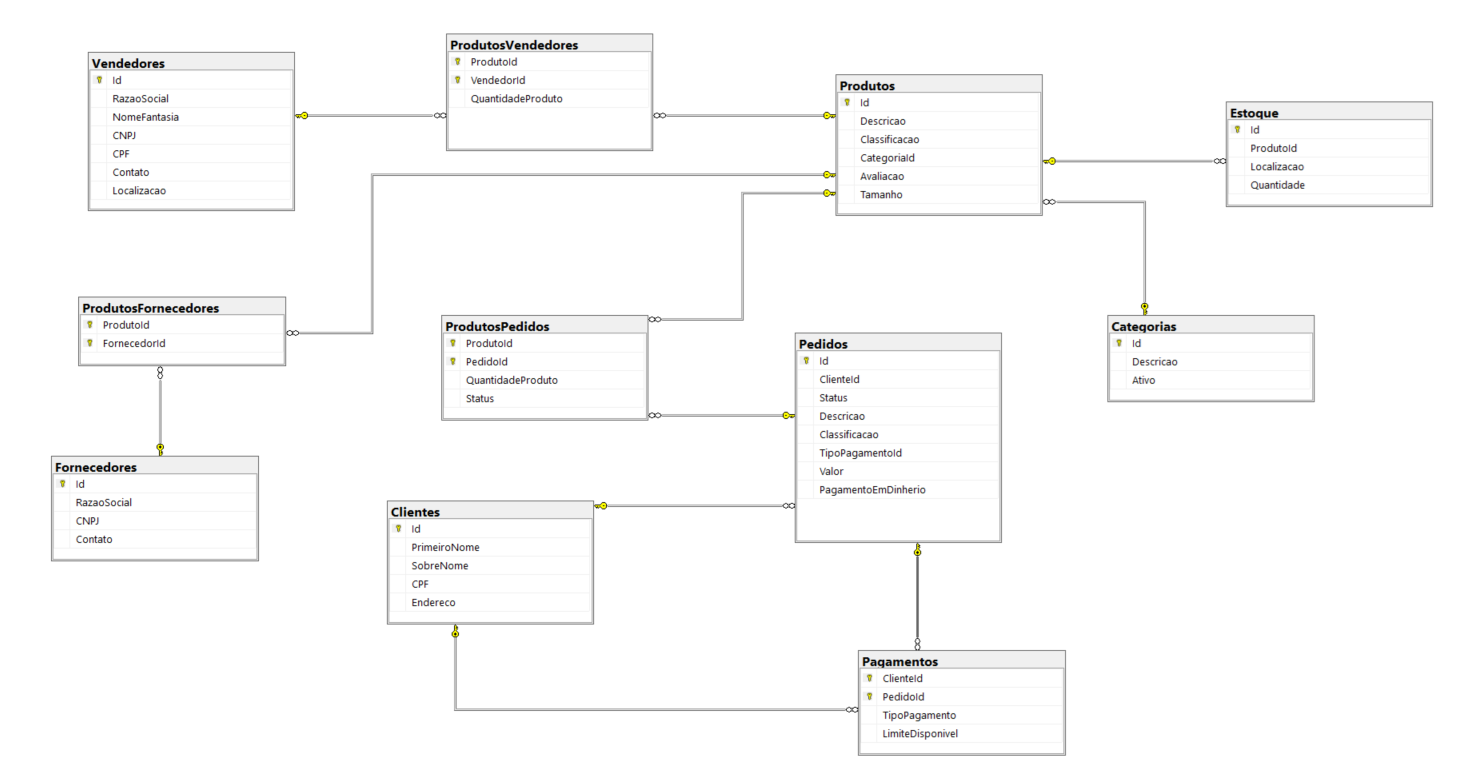 Vendedores
Id
RazaoSocial
NomeFantasia
CNPJ
CPF
Contato
Localizacao
ProdutosVendedores
ProdutoId
VendedorId
QuantidadeProduto
Produtos
Id
Descricao
Classificacao
CategoriaId
Avaliacao
Tamanho
Estoque
Id
ProdutoId
Localizacao
Quantidade
ProdutosFornecedores
ProdutoId
FornecedorId
ProdutosPedidos
ProdutoId
PedidoId
QuantidadeProduto
Status
Pedidos
Id
ClienteId
Status
Descricao
Classificacao
TipoPagamentoId
Valor
PagamentoEmDinherio
Categorias
Id
Descricao
Ativo
Fornecedores
Id
RazaoSocial
CNPJ
Contato
Clientes
Id
PrimeiroNome
SobreNome
CPF
Endereco
Pagamentos
ClienteId
PedidoId
TipoPagamento
LimiteDisponivel